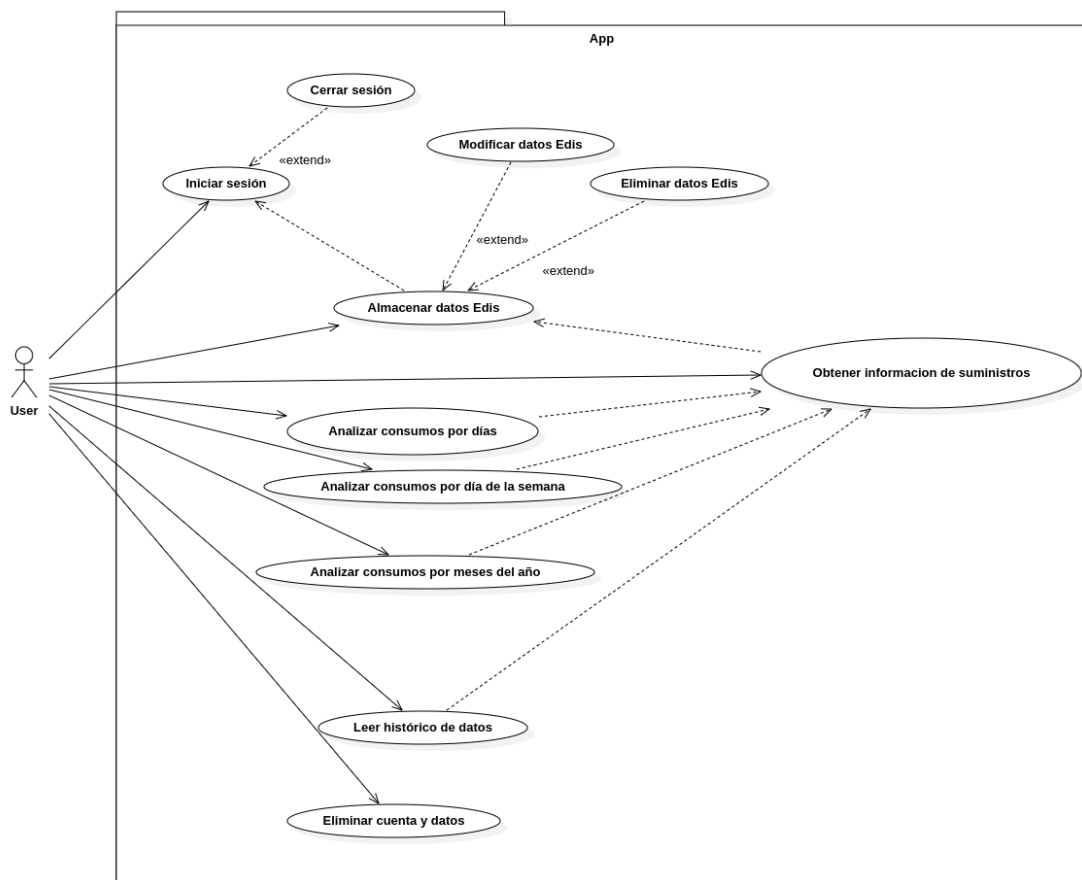 App
Cerrar sesión
Modificar datos Edis
«extend»
Iniciar sesión
Eliminar datos Edis
«extend»
«extend»
Almacenar datos Edis
Obtener informacion de suministros
User
Analizar consumos por días
Analizar consumos por día de la semana
Analizar consumos por meses del año
Leer histórico de datos
Eliminar cuenta y datos